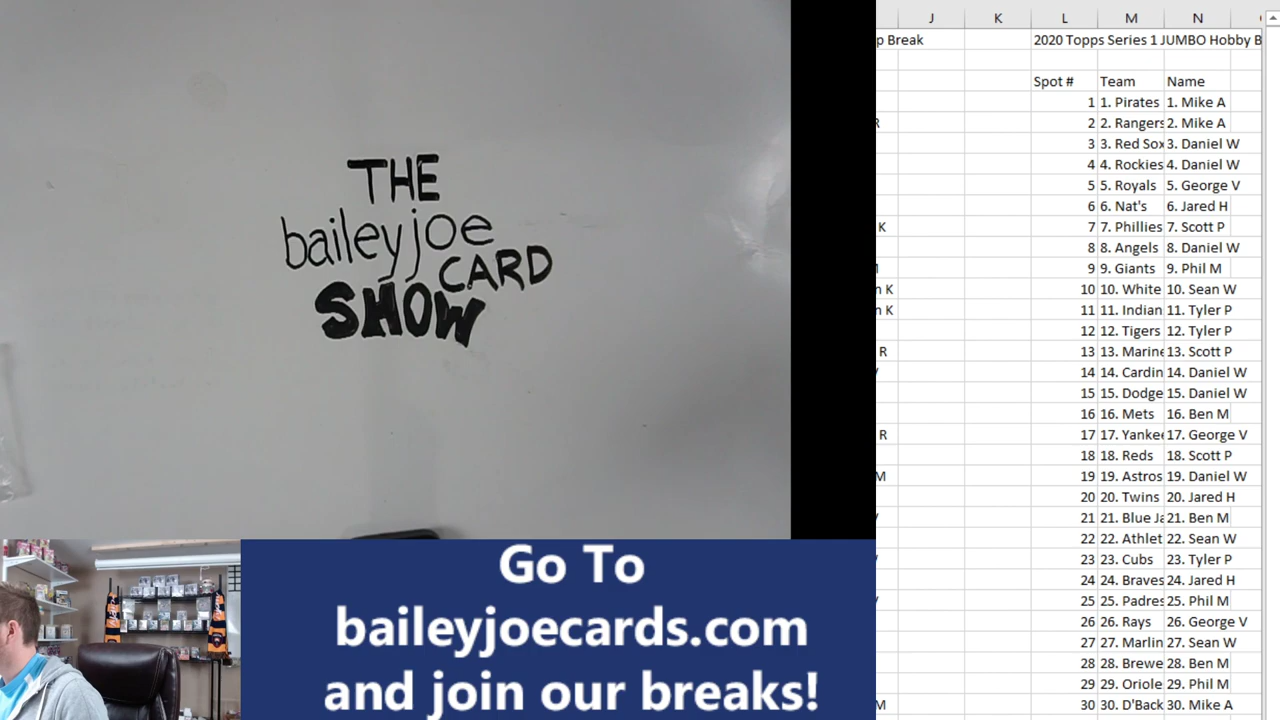 THE
baileyjoe
CARD
SHOW
Go To
baileyjoecards.com
and join our breaks!
J K L M N
p Break 2020 Topps Series 1 JUMBO Hobby B
Spot # Team Name
1 1. Pirates 1. Mike A
R 2 2. Rangers 2. Mike A
3 3. Red Sox 3. Daniel W
4 4. Rockies 4. Daniel W
5 5. Royals 5. George V
6 6. Nat's 6. Jared H
K 7 7. Phillies 7. Scott P
8 8. Angels 8. Daniel W
9 9. Giants 9. Phil M
n K 10 10. White 10. Sean W
n K 11 11. Indian 11. Tyler P
12 12. Tigers 12. Tyler P
R 13 13. Marine 13. Scott P
14 14. Cardin 14. Daniel W
15 15. Dodge 15. Daniel W
16 16. Mets 16. Ben M
R 17 17. Yankee 17. George V
18 18. Reds 18. Scott P
M 19 19. Astros 19. Daniel W
20 20. Twins 20. Jared H
21 21. Blue Ja 21. Ben M
22 22. Athlet 22. Sean W
23 23. Cubs 23. Tyler P
24 24. Braves 24. Jared H
25 25. Padres 25. Phil M
26 26. Rays 26. George V
27 27. Marlin 27. Sean W
28 28. Brewe 28. Ben M
29 29. Oriole 29. Phil M
M 30 30. D'Back 30. Mike A